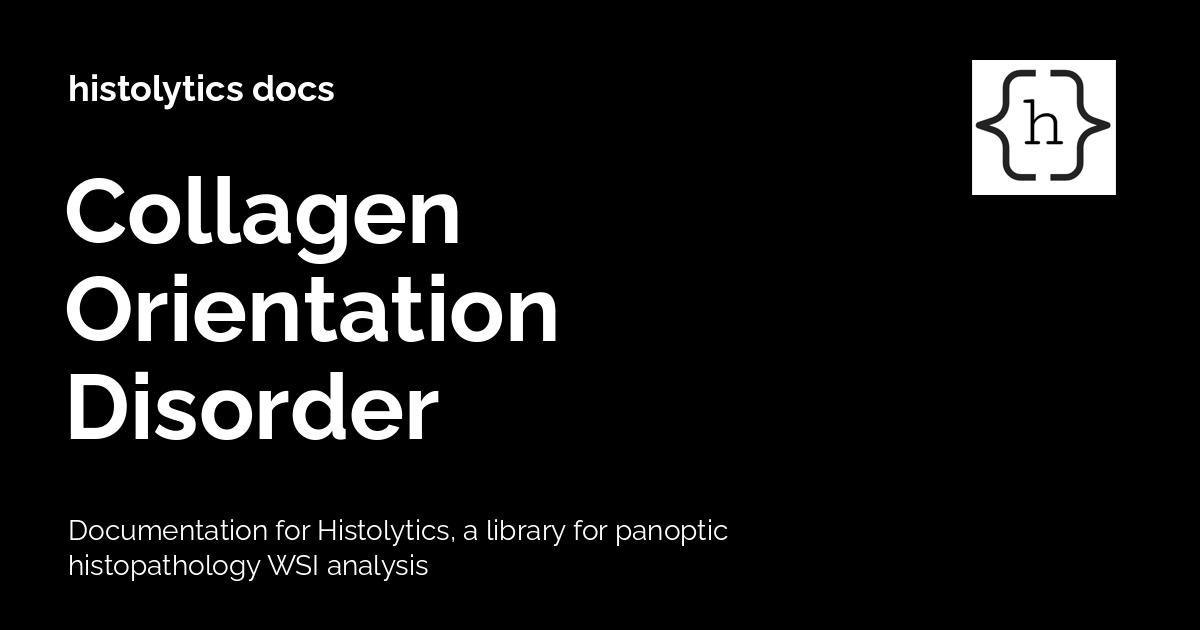 histolytics docs
h
Collagen
Orientation
Disorder
Documentation for Histolytics, a library for panoptic
histopathology WSI analysis